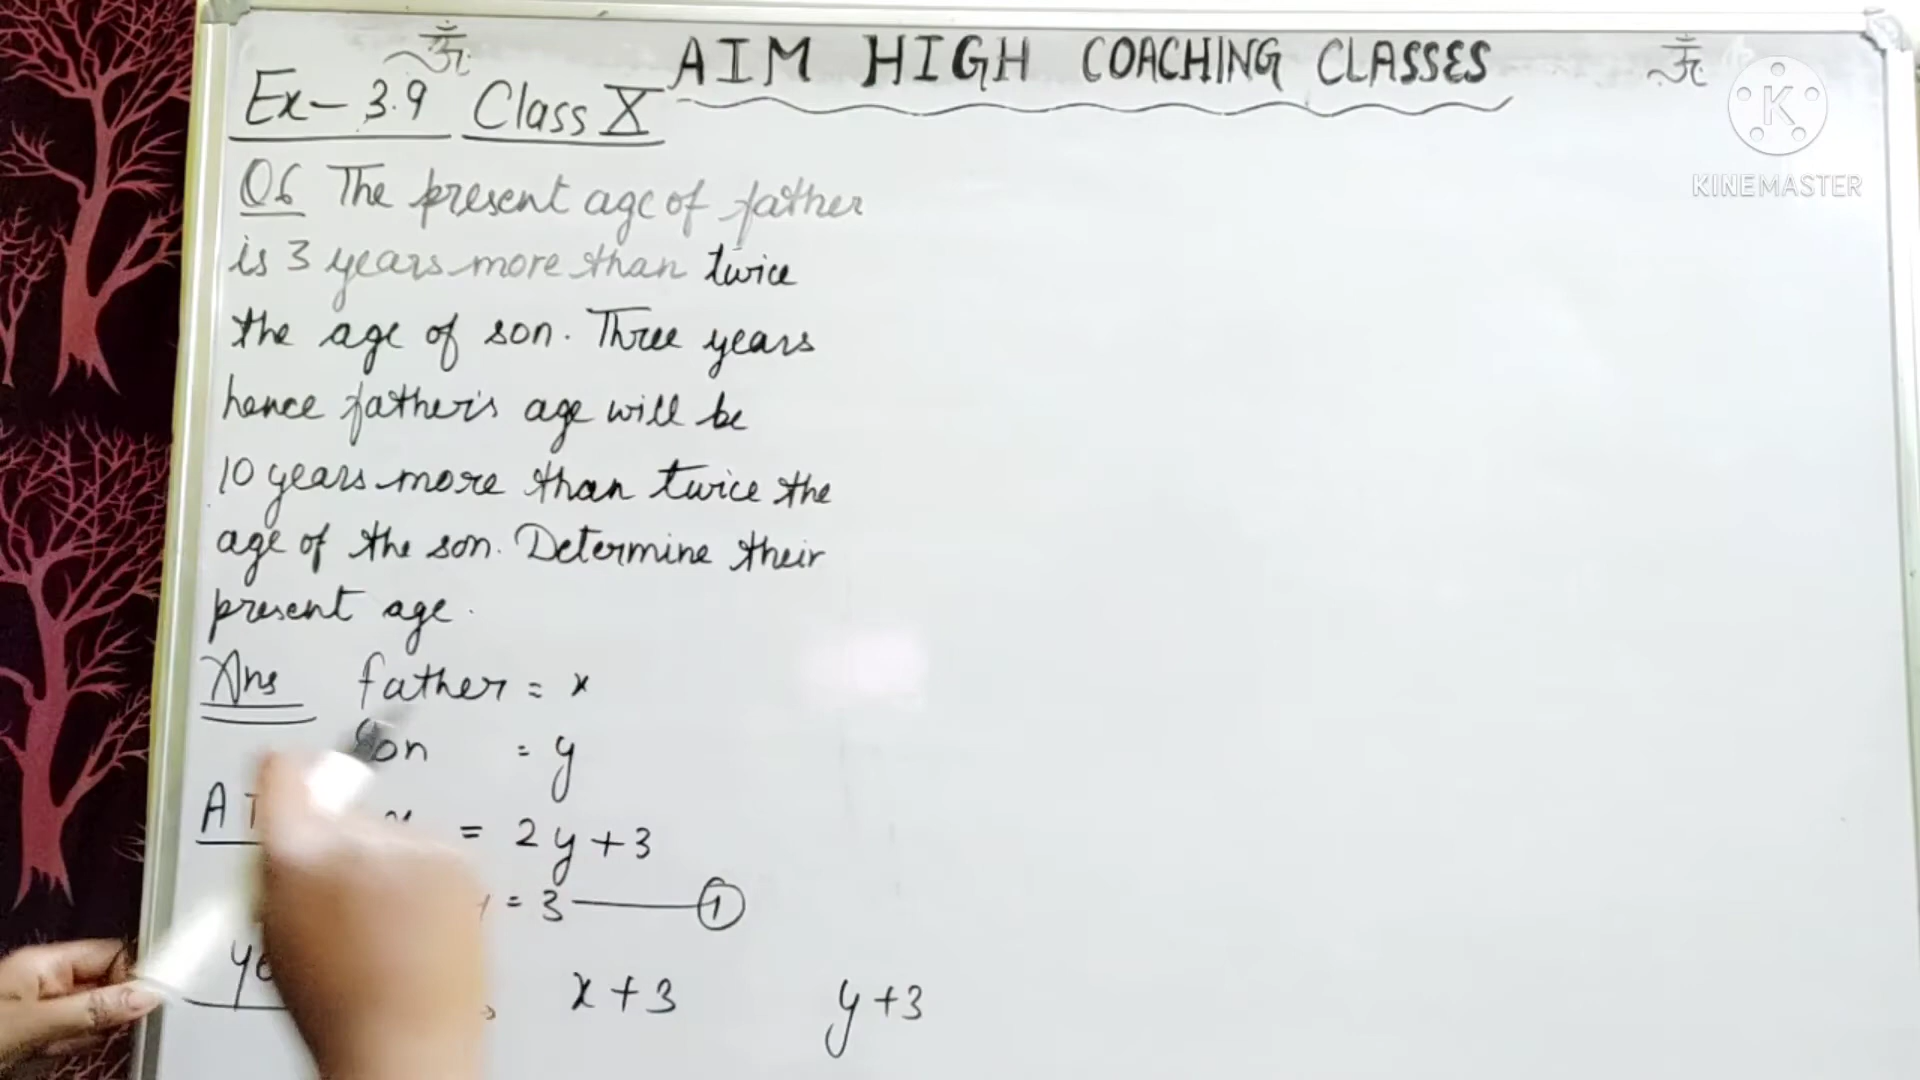 ॐ AIM HIGH COACHING CLASSES ॐ
Ex-3.9 Class X
K
KINEMASTER
Q6 The present age of father
is 3 years more than twice
the age of son. Three years
hence father's age will be
10 years more than twice the
age of the son. Determine their
present age.
Ans father = x
Son = y
A = 2y+3
= 3 ①
x+3 y+3